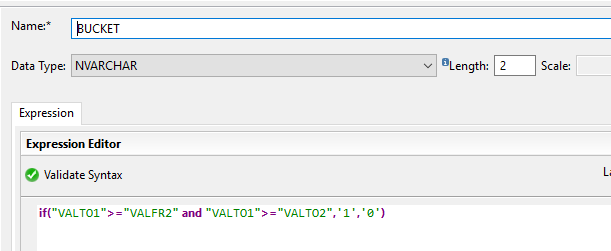 Name:* BUCKET
Data Type: NVARCHAR Length: 2 Scale:
Expression
Expression Editor
Validate Syntax La
if("VALTO1">="VALFR2" and "VALTO1">="VALTO2",'1','0')